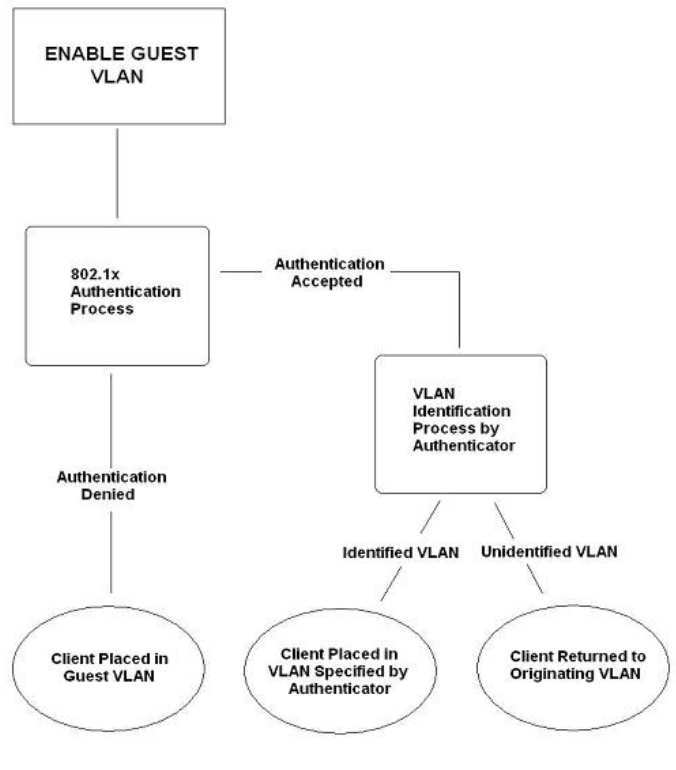 ENABLE GUEST
VLAN
802.1x
Authentication
Process
Authentication
Accepted
VLAN
Identification
Process by
Authenticator
Authentication
Denied
Identified VLAN
Unidentified VLAN
Client Placed in
Guest VLAN
Client Placed in
VLAN Specified by
Authenticator
Client Returned to
Originating VLAN